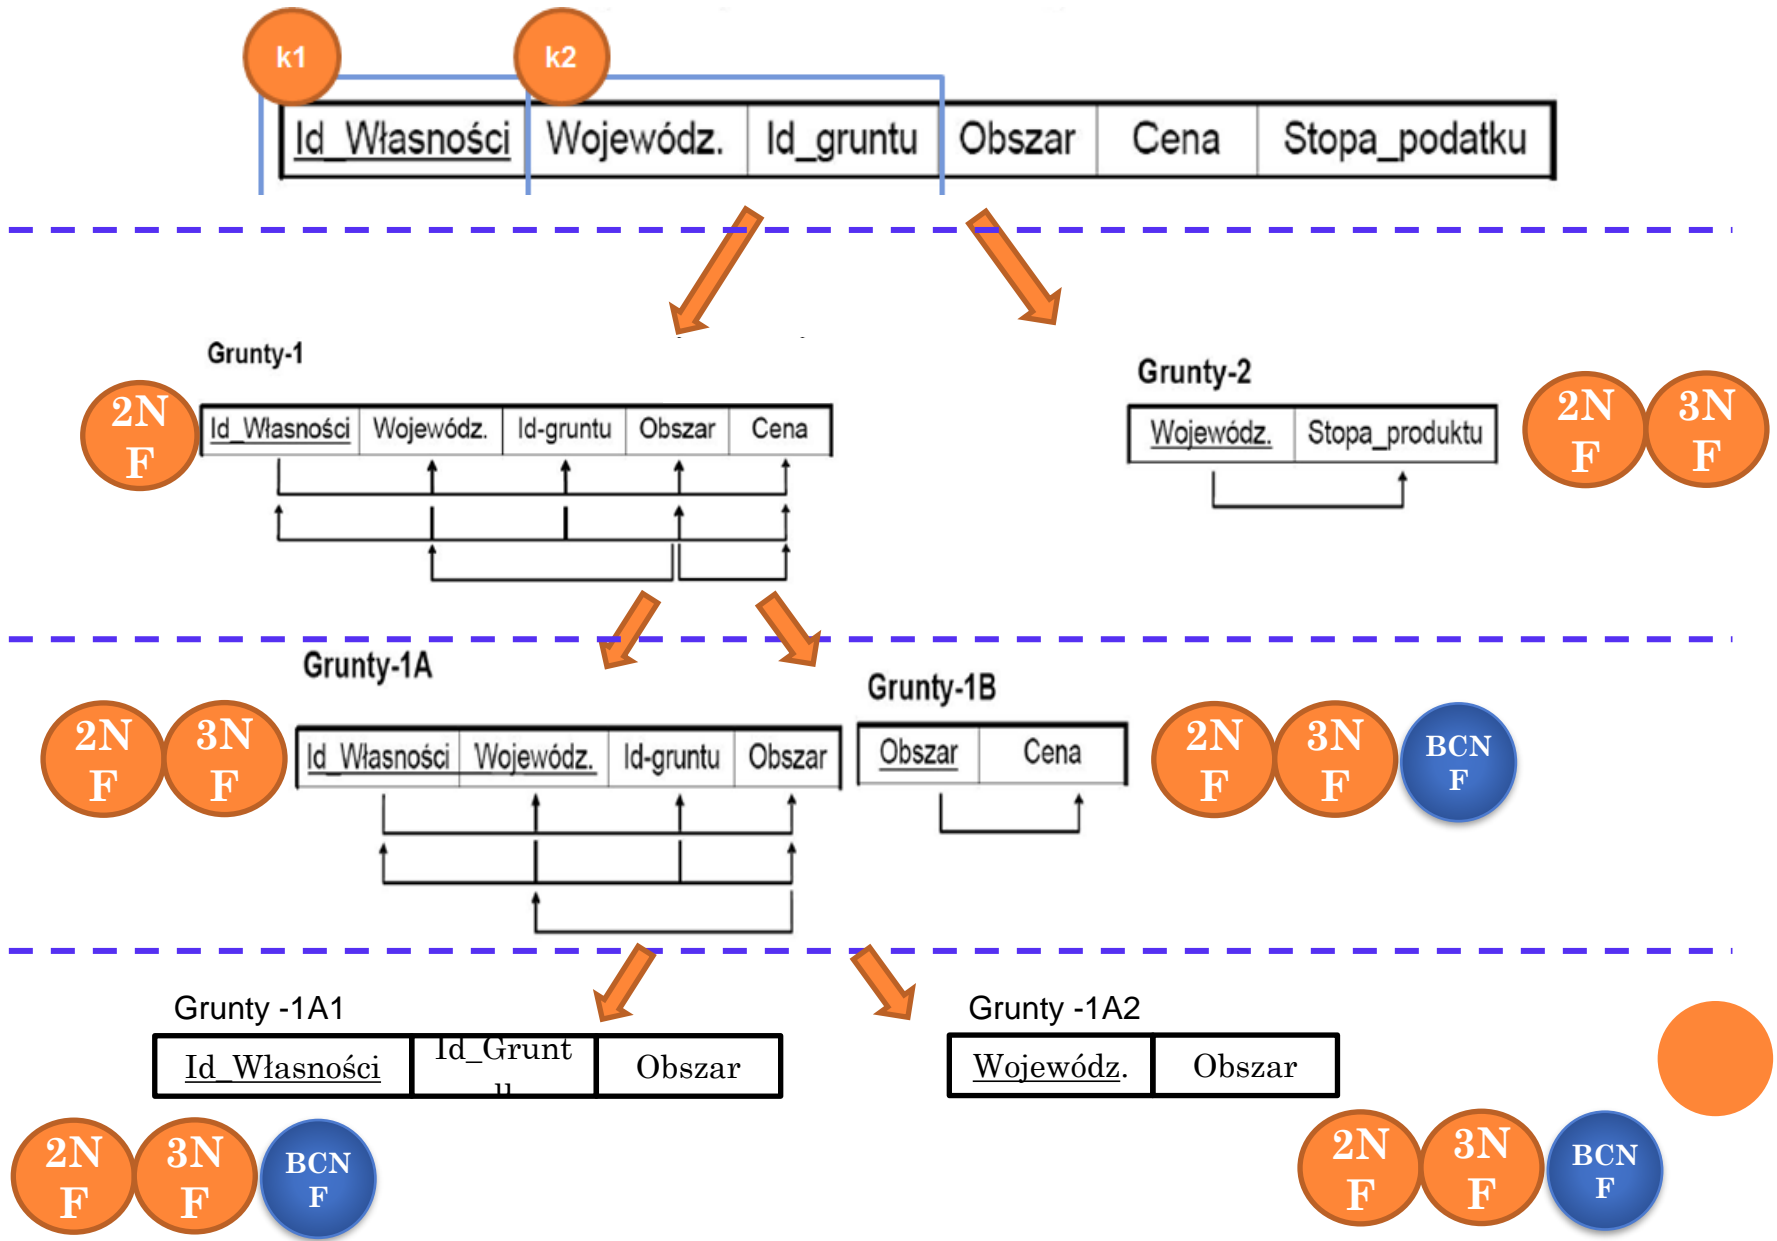 k1 k2
Id_Własności Wojewódz. Id_gruntu Obszar Cena Stopa_podatku
Grunty-1
2N
F
Id_Własności Wojewódz. Id-gruntu Obszar Cena
Grunty-2
Wojewódz. Stopa_produktu
2N
F
3N
F
Grunty-1A
2N
F
3N
F
Id_Własności Wojewódz. Id-gruntu Obszar
Grunty-1B
Obszar Cena
2N
F
3N
F
BCN
F
Grunty -1A1
Id_Własności
Id_Grunt
u
Obszar
Grunty -1A2
Wojewódz. Obszar
2N
F
3N
F
BCN
F
2N
F
3N
F
BCN
F